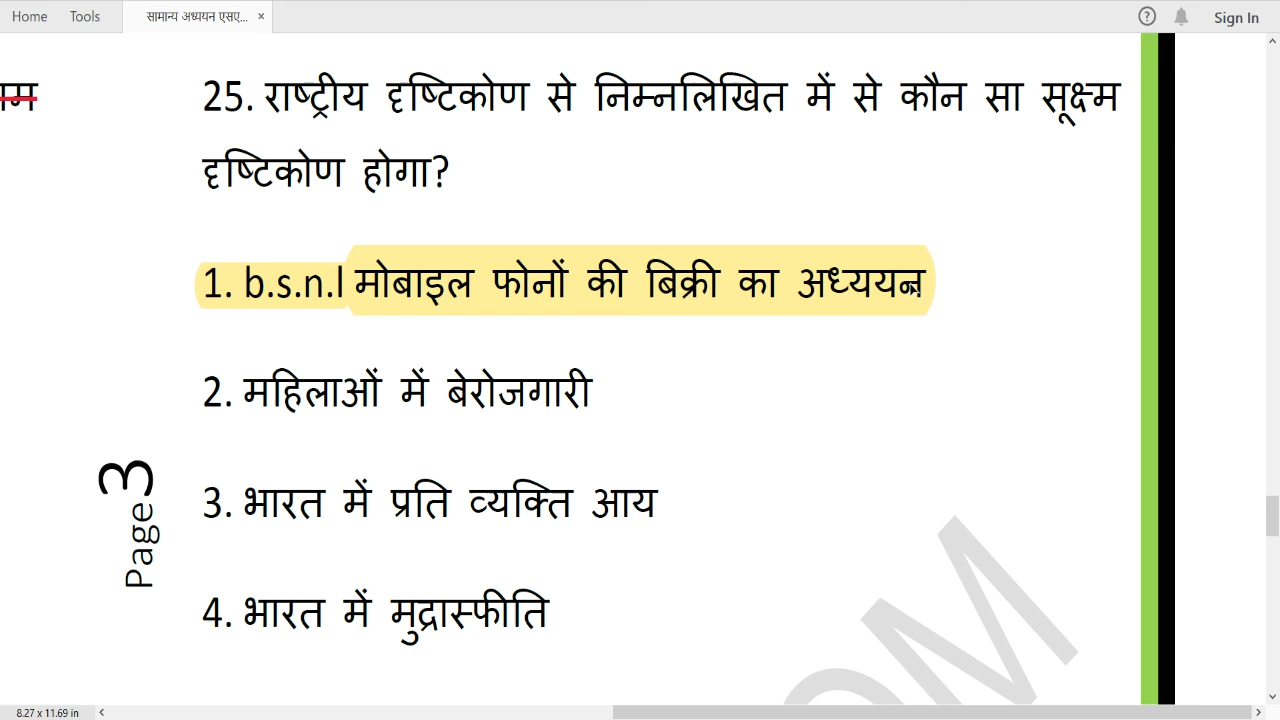 Home Tools सामान्य अध्ययन एसए... × ? Sign In
म
25. राष्ट्रीय दृष्टिकोण से निम्नलिखित में से कौन सा सूक्ष्म
दृष्टिकोण होगा?
1. b.s.n.l मोबाइल फोनों की बिक्री का अध्ययन
2. महिलाओं में बेरोजगारी
3. भारत में प्रति व्यक्ति आय
4. भारत में मुद्रास्फीति
Page 3
OM
8.27 x 11.69 in